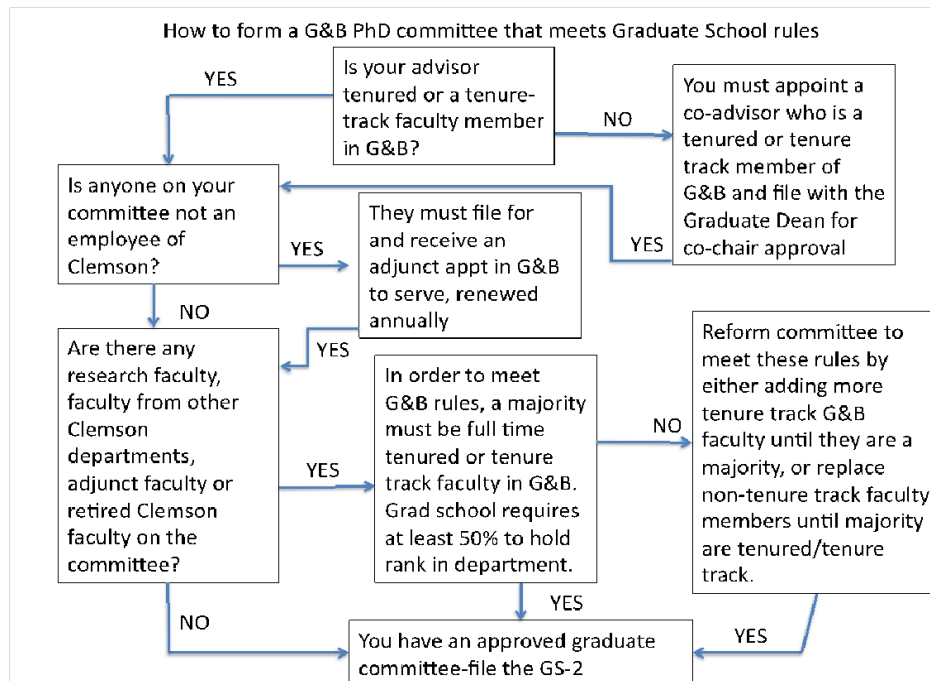 How to form a G&B PhD committee that meets Graduate School rules
YES
Is your advisor
tenured or a tenure-
track faculty member
in G&B?
NO
You must appoint a
co-advisor who is a
tenured or tenure
track member of
G&B and file with the
Graduate Dean for
co-chair approval
Is anyone on your
committee not an
employee of
Clemson?
YES
They must file for
and receive an
adjunct appt in G&B
to serve, renewed
annually
YES
NO
YES
Are there any
research faculty,
faculty from other
Clemson
departments,
adjunct faculty or
retired Clemson
faculty on the
committee?
YES
In order to meet
G&B rules, a majority
must be full time
tenured or tenure
track faculty in G&B.
Grad school requires
at least 50% to hold
rank in department.
NO
Reform committee to
meet these rules by
either adding more
tenure track G&B
faculty until they are a
majority, or replace
non-tenure track faculty
members until majority
are tenured/tenure
track.
NO
YES
YES
You have an approved graduate
committee-file the GS-2